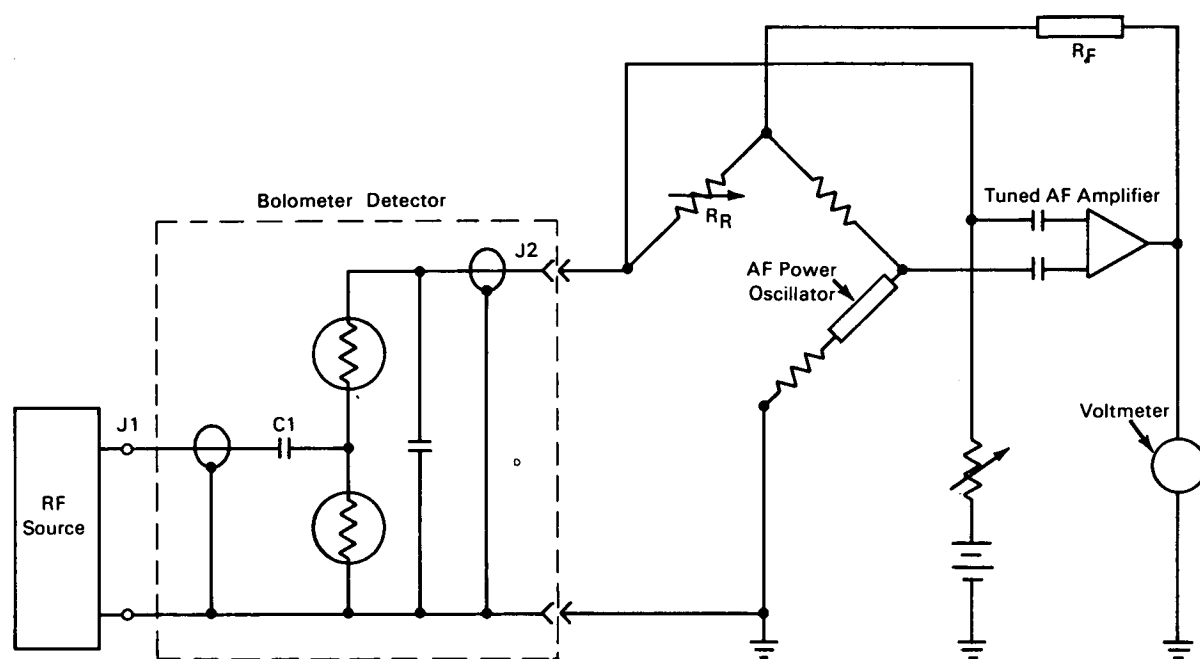 R_F
Bolometer Detector
J2
R_R
Tuned AF Amplifier
AF Power
Oscillator
J1
C1
Voltmeter
RF
Source